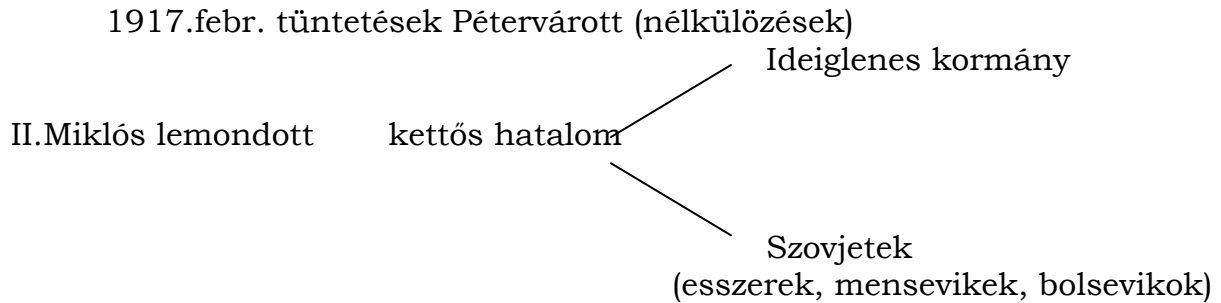 1917.febr. tüntetések Pétervárott (nélkülözések)
Ideiglenes kormány
II.Miklós lemondott kettős hatalom
Szovjetek
(esszerek, mensevikek, bolsevikok)